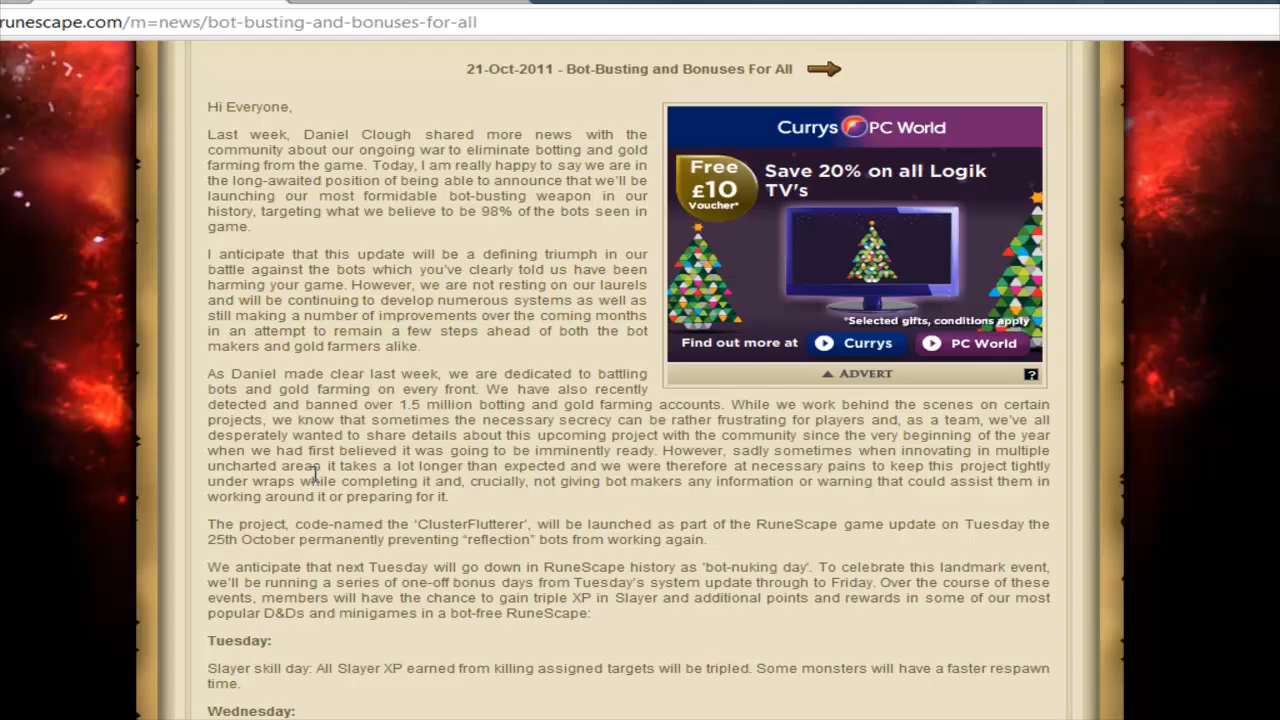 runescape.com/m=news/bot-busting-and-bonuses-for-all
21-Oct-2011 - Bot-Busting and Bonuses For All
Hi Everyone,
Last week, Daniel Clough shared more news with the
community about our ongoing war to eliminate botting and gold
farming from the game. Today, I am really happy to say we are in
the long-awaited position of being able to announce that we'll be
launching our most formidable bot-busting weapon in our
history, targeting what we believe to be 98% of the bots seen in
game.
I anticipate that this update will be a defining triumph in our
battle against the bots which you've clearly told us have been
harming your game. However, we are not resting on our laurels
and will be continuing to develop numerous systems as well as
still making a number of improvements over the coming months
in an attempt to remain a few steps ahead of both the bot
makers and gold farmers alike.
Currys PC World
Free
£10
Voucher*
Save 20% on all Logik
TV's
*Selected gifts, conditions apply
Find out more at Currys PC World
ADVERT ?
As Daniel made clear last week, we are dedicated to battling
bots and gold farming on every front. We have also recently
detected and banned over 1.5 million botting and gold farming accounts. While we work behind the scenes on certain
projects, we know that sometimes the necessary secrecy can be rather frustrating for players and, as a team, we've all
desperately wanted to share details about this upcoming project with the community since the very beginning of the year
when we had first believed it was going to be imminently ready. However, sadly sometimes when innovating in multiple
uncharted areas it takes a lot longer than expected and we were therefore at necessary pains to keep this project tightly
under wraps while completing it and, crucially, not giving bot makers any information or warning that could assist them in
working around it or preparing for it.
The project, code-named the 'ClusterFlutterer', will be launched as part of the RuneScape game update on Tuesday the
25th October permanently preventing “reflection” bots from working again.
We anticipate that next Tuesday will go down in RuneScape history as 'bot-nuking day'. To celebrate this landmark event,
we'll be running a series of one-off bonus days from Tuesday's system update through to Friday. Over the course of these
events, members will have the chance to gain triple XP in Slayer and additional points and rewards in some of our most
popular D&Ds and minigames in a bot-free RuneScape:
Tuesday:
Slayer skill day: All Slayer XP earned from killing assigned targets will be tripled. Some monsters will have a faster respawn
time.
Wednesday: